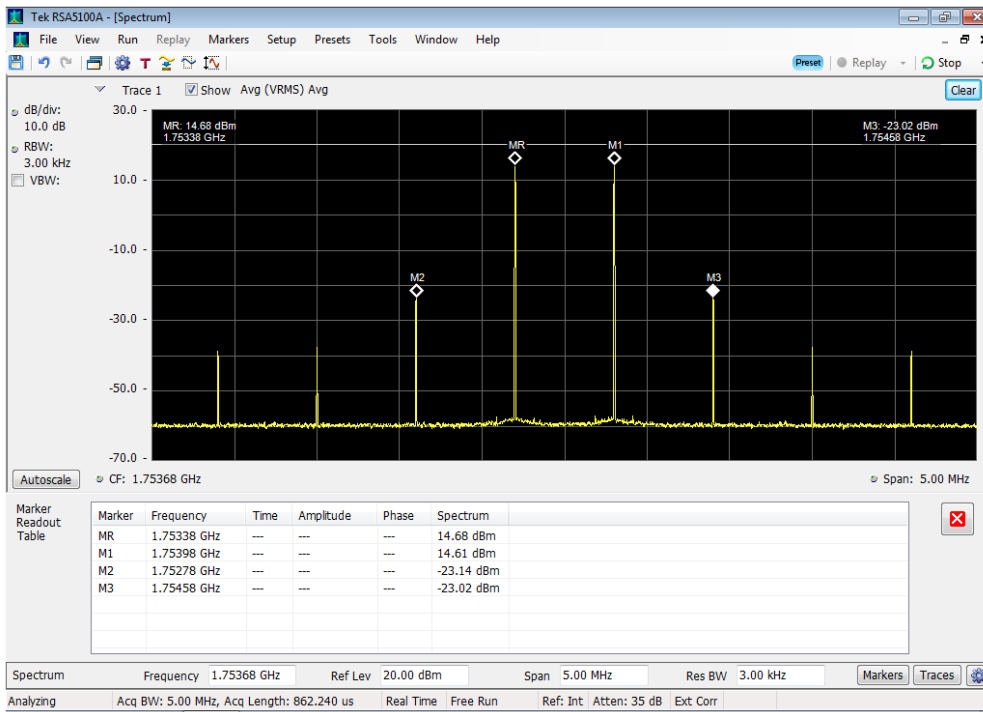 Tek RSA5100A - [Spectrum]
File View Run Replay Markers Setup Presets Tools Window Help
T Preset Replay Stop
Trace 1 Show Avg (VRMS) Avg Clear
dB/div:
10.0 dB
RBW:
3.00 kHz
VBW:
30.0
10.0
-10.0
-30.0
-50.0
-70.0
MR: 14.68 dBm
1.75338 GHz
M3: -23.02 dBm
1.75458 GHz
MR M1
M2 M3
Autoscale CF: 1.75368 GHz Span: 5.00 MHz
Marker
Readout
Table
Marker Frequency Time Amplitude Phase Spectrum
MR 1.75338 GHz --- --- --- 14.68 dBm
M1 1.75398 GHz --- --- --- 14.61 dBm
M2 1.75278 GHz --- --- --- -23.14 dBm
M3 1.75458 GHz --- --- --- -23.02 dBm
Spectrum Frequency 1.75368 GHz Ref Lev 20.00 dBm Span 5.00 MHz Res BW 3.00 kHz Markers Traces
Analyzing Acq BW: 5.00 MHz, Acq Length: 862.240 us Real Time Free Run Ref: Int Atten: 35 dB Ext Corr